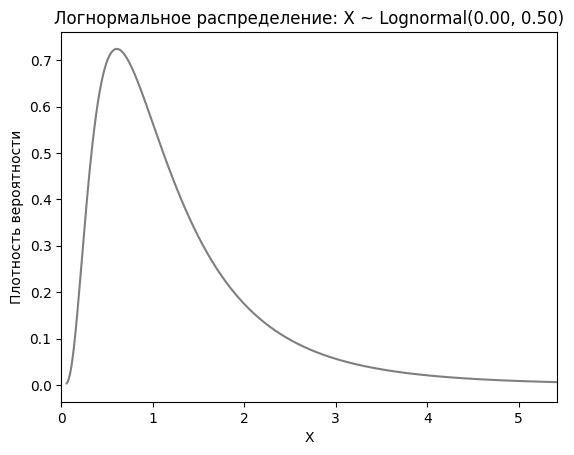 Логнормальное распределение: X ~ Lognormal(0.00, 0.50)
Плотность вероятности
0.7
0.6
0.5
0.4
0.3
0.2
0.1
0.0
0 1 2 3 4 5
X